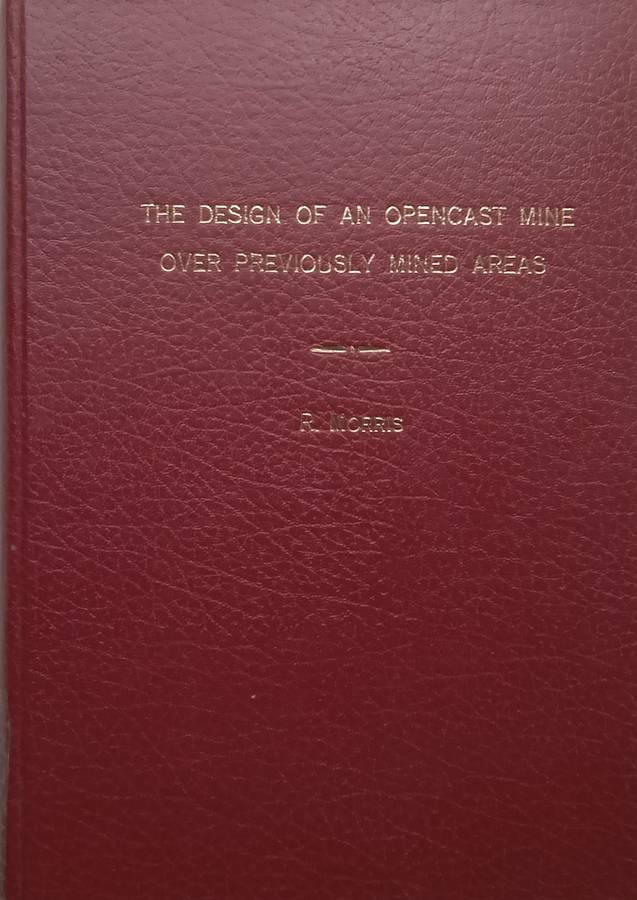 THE DESIGN OF AN OPENCAST MINE
OVER PREVIOUSLY MINED AREAS
R. MORRIS